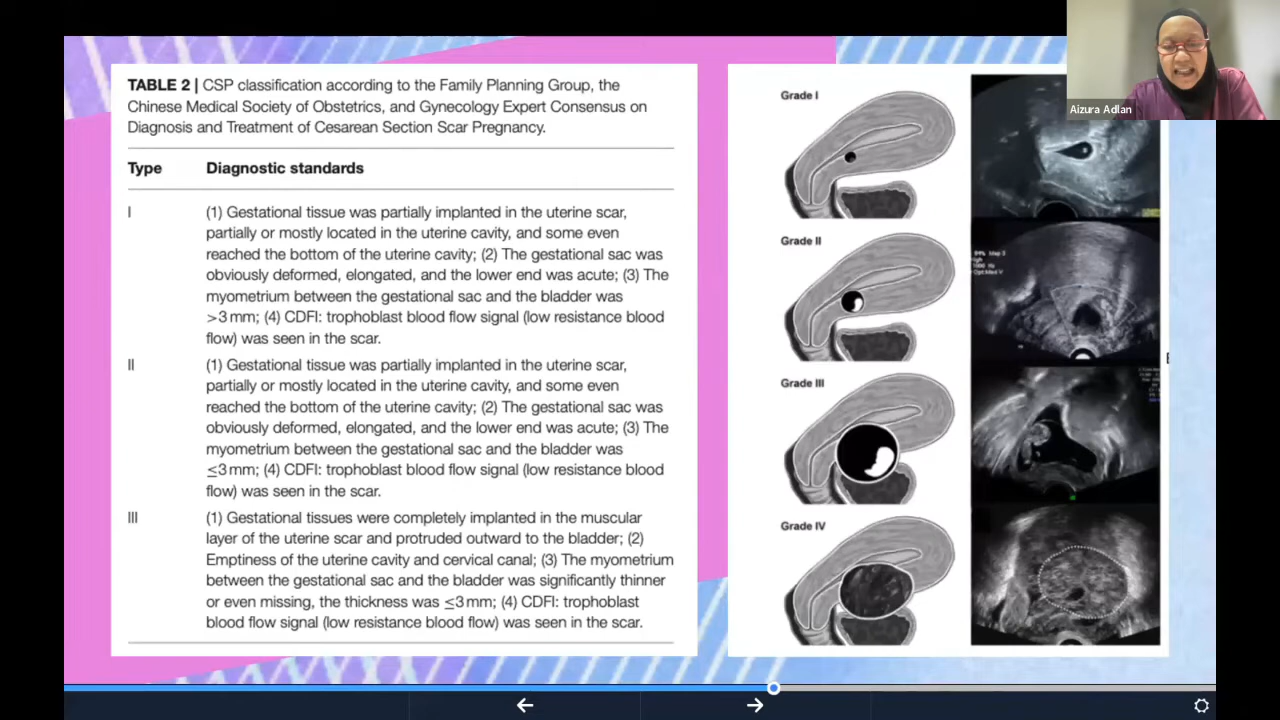 TABLE 2 | CSP classification according to the Family Planning Group, the
Chinese Medical Society of Obstetrics, and Gynecology Expert Consensus on
Diagnosis and Treatment of Cesarean Section Scar Pregnancy.
Type Diagnostic standards
I (1) Gestational tissue was partially implanted in the uterine scar,
partially or mostly located in the uterine cavity, and some even
reached the bottom of the uterine cavity; (2) The gestational sac was
obviously deformed, elongated, and the lower end was acute; (3) The
myometrium between the gestational sac and the bladder was
>3 mm; (4) CDFI: trophoblast blood flow signal (low resistance blood
flow) was seen in the scar.
II (1) Gestational tissue was partially implanted in the uterine scar,
partially or mostly located in the uterine cavity, and some even
reached the bottom of the uterine cavity; (2) The gestational sac was
obviously deformed, elongated, and the lower end was acute; (3) The
myometrium between the gestational sac and the bladder was
≤3 mm; (4) CDFI: trophoblast blood flow signal (low resistance blood
flow) was seen in the scar.
III (1) Gestational tissues were completely implanted in the muscular
layer of the uterine scar and protruded outward to the bladder; (2)
Emptiness of the uterine cavity and cervical canal; (3) The myometrium
between the gestational sac and the bladder was significantly thinner
or even missing, the thickness was ≤3 mm; (4) CDFI: trophoblast
blood flow signal (low resistance blood flow) was seen in the scar.
Grade I
Grade II
Grade III
Grade IV
Aizura Adlan